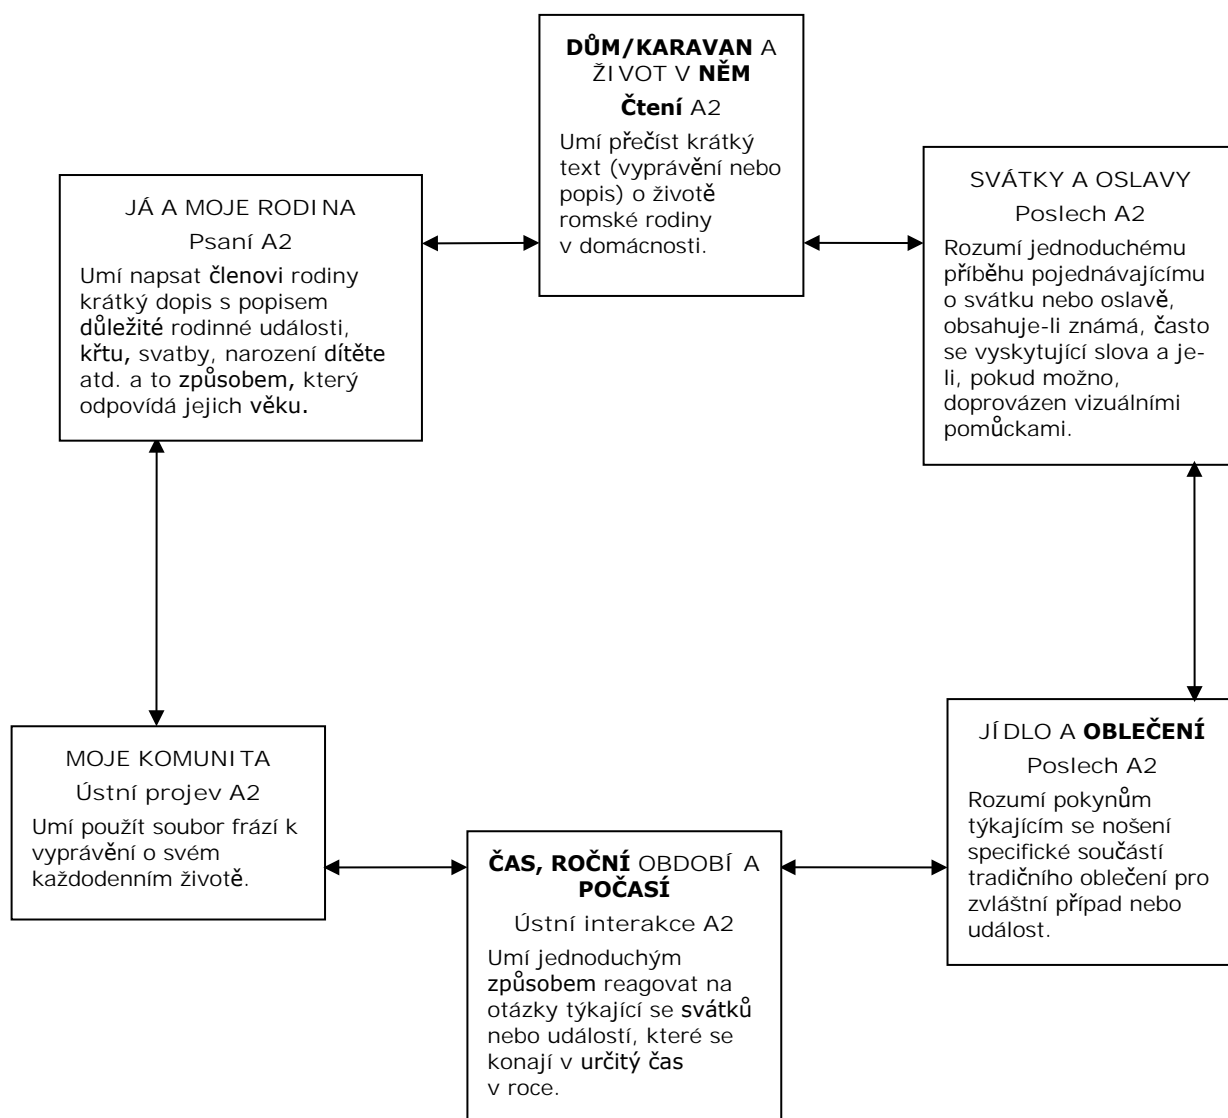 DŮM/KARAVAN A
ŽIVOT V NĚM
Čtení A2
Umí přečíst krátký
text (vyprávění nebo
popis) o životě
romské rodiny
v domácnosti.
SVÁTKY A OSLAVY
Poslech A2
Rozumí jednoduchému
příběhu pojednávajícímu
o svátku nebo oslavě,
obsahuje-li známá, často
se vyskytující slova a je-
li, pokud možno,
doprovázen vizuálními
pomůckami.
JÁ A MOJE RODINA
Psaní A2
Umí napsat členovi rodiny
krátký dopis s popisem
důležité rodinné události,
křtu, svatby, narození dítěte
atd. a to způsobem, který
odpovídá jejich věku.
JÍDLO A OBLEČENÍ
Poslech A2
Rozumí pokynům
týkajícím se nošení
specifické součástí
tradičního oblečení pro
zvláštní případ nebo
událost.
MOJE KOMUNITA
Ústní projev A2
Umí použít soubor frází k
vyprávění o svém
každodenním životě.
ČAS, ROČNÍ OBDOBÍ A
POČASÍ
Ústní interakce A2
Umí jednoduchým
způsobem reagovat na
otázky týkající se svátků
nebo událostí, které se
konají v určitý čas
v roce.